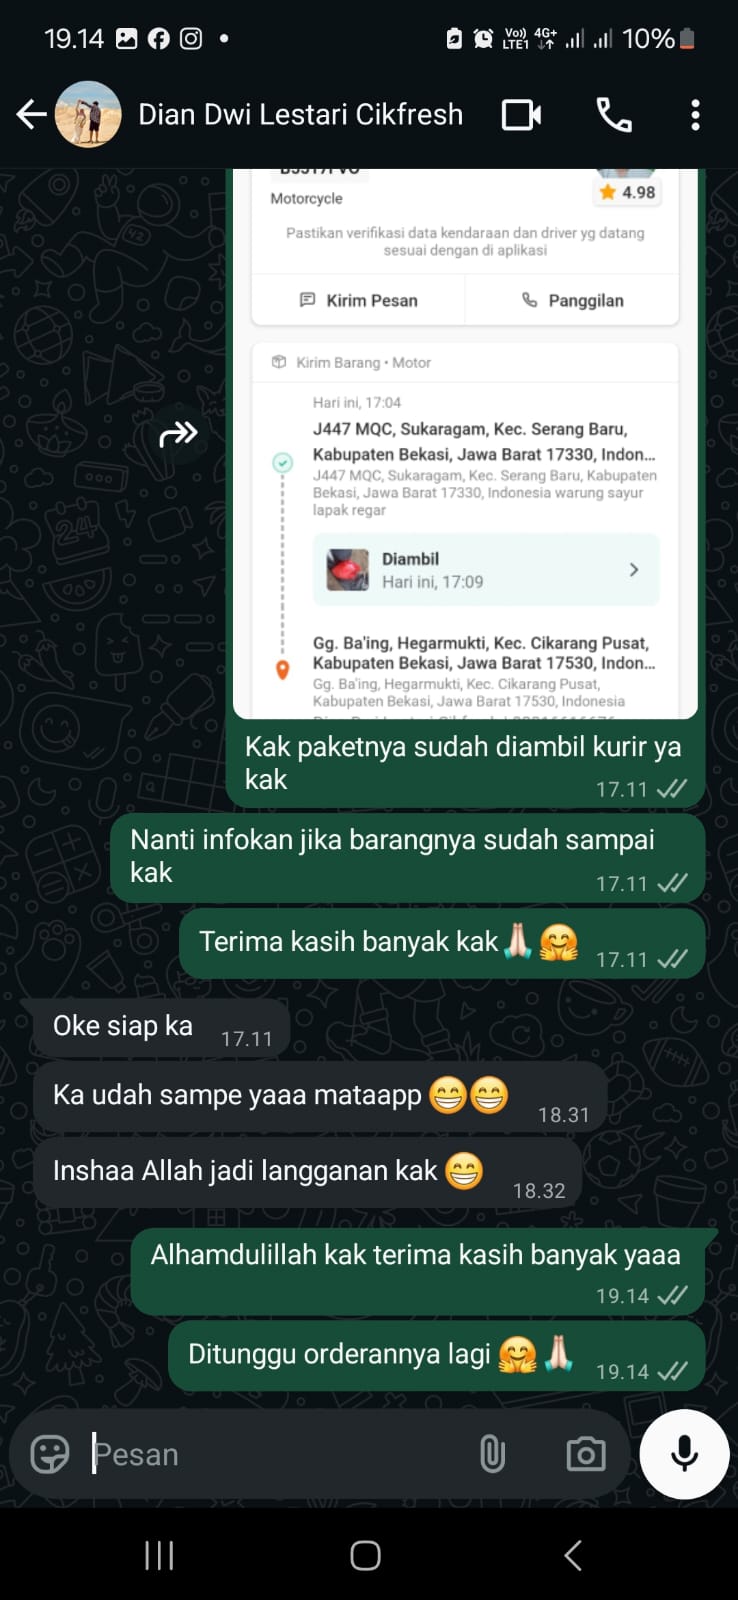 19.14
Vo))
LTE1
4G+
10%
Dian Dwi Lestari Cikfresh
Motorcycle
4.98
Pastikan verifikasi data kendaraan dan driver yg datang
sesuai dengan di aplikasi
Kirim Pesan
Panggilan
Kirim Barang • Motor
Hari ini, 17:04
J447 MQC, Sukaragam, Kec. Serang Baru,
Kabupaten Bekasi, Jawa Barat 17330, Indon...
J447 MQC, Sukaragam, Kec. Serang Baru, Kabupaten
Bekasi, Jawa Barat 17330, Indonesia warung sayur
lapak regar
Diambil
Hari ini, 17:09
Gg. Ba'ing, Hegarmukti, Kec. Cikarang Pusat,
Kabupaten Bekasi, Jawa Barat 17530, Indon...
Gg. Ba'ing, Hegarmukti, Kec. Cikarang Pusat,
Kabupaten Bekasi, Jawa Barat 17530, Indonesia
Kak paketnya sudah diambil kurir ya
kak
17.11
Nanti infokan jika barangnya sudah sampai
kak
17.11
Terima kasih banyak kak🙏🏻🤗
17.11
Oke siap ka
17.11
Ka udah sampe yaaa mataapp 😁😁
18.31
Inshaa Allah jadi langganan kak 😁
18.32
Alhamdulillah kak terima kasih banyak yaaa
19.14
Ditunggu orderannya lagi 🤗🙏🏻
19.14
Pesan